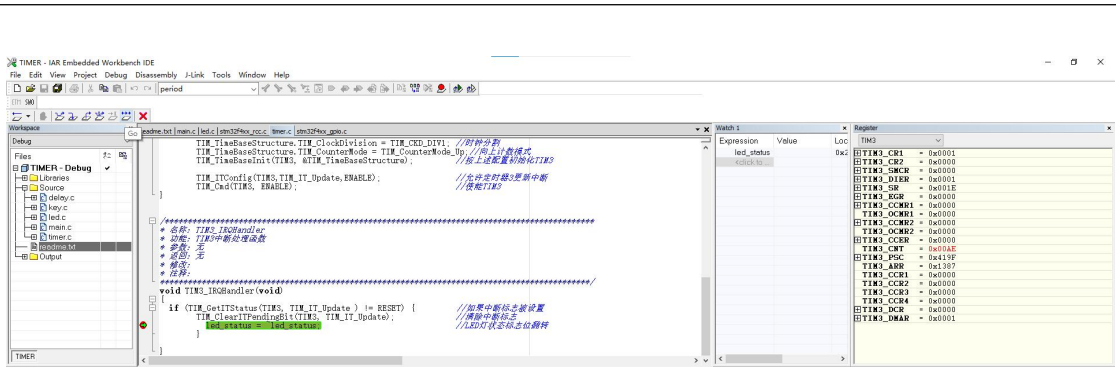 TIMER - IAR Embedded Workbench IDE
File Edit View Project Debug Disassembly J-Link Tools Window Help
period
ETM SWO
Workspace
Go
readme.txt | main.c | led.c | stm32f4xx_rcc.c | timer.c | stm32f4xx_gpio.c
Debug
Files
TIMER - Debug
Libraries
Source
delay.c
key.c
led.c
main.c
timer.c
readme.txt
Output
TIMER
TIM_TimeBaseStructure.TIM_ClockDivision = TIM_CKD_DIV1; //时钟分割
TIM_TimeBaseStructure.TIM_CounterMode = TIM_CounterMode_Up; //向上计数模式
TIM_TimeBaseInit(TIM3, &TIM_TimeBaseStructure); //按上述配置初始化TIM3
TIM_ITConfig(TIM3,TIM_IT_Update,ENABLE); //允许定时器3更新中断
TIM_Cmd(TIM3, ENABLE); //使能TIM3
}
* 名称: TIM3_IRQHandler
* 功能: TIM3中断处理函数
* 参数: 无
* 返回: 无
* 修改:
* 注释:
void TIM3_IRQHandler(void)
{
if (TIM_GetITStatus(TIM3, TIM_IT_Update ) != RESET) { //如果中断标志被设置
TIM_ClearITPendingBit(TIM3, TIM_IT_Update); //清除中断标志
led_status = ~led_status; //LED灯状态标志位翻转
}
}
Watch 1
Expression Value Loc
led_status 0x2
<click to ...
Register
TIM3
TIM3_CR1 = 0x0001
TIM3_CR2 = 0x0000
TIM3_SMCR = 0x0000
TIM3_DIER = 0x0001
TIM3_SR = 0x001E
TIM3_EGR = 0x0000
TIM3_CCMR1 = 0x0000
TIM3_OCMR1 = 0x0000
TIM3_CCMR2 = 0x0000
TIM3_OCMR2 = 0x0000
TIM3_CCER = 0x0000
TIM3_CNT = 0x00AE
TIM3_PSC = 0x419F
TIM3_ARR = 0x1387
TIM3_CCR1 = 0x0000
TIM3_CCR2 = 0x0000
TIM3_CCR3 = 0x0000
TIM3_CCR4 = 0x0000
TIM3_DCR = 0x0000
TIM3_DMAR = 0x0001